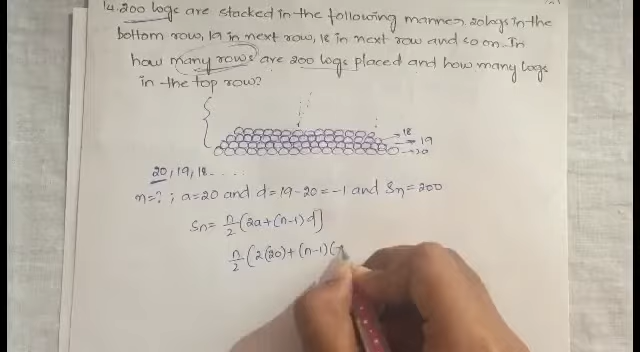 14. 200 logs are stacked in the following manner 20 logs in the
bottom row, 19 in next row, 18 in next row and so on. In
how many rows are 200 logs placed and how many logs
in the top row?
18
19
20
20, 19, 18 - - - - .
n=? ; a=20 and d=19-20=-1 and Sn=200
Sn= n/2 (2a+(n-1)d]
n/2 (2(20)+(n-1)(-